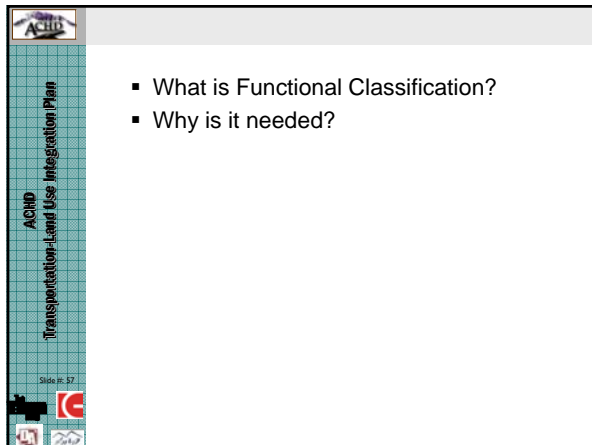 ACHD
▪ What is Functional Classification?
▪ Why is it needed?
ACHD
Transportation-Land Use Integration Plan
Slide #: 57